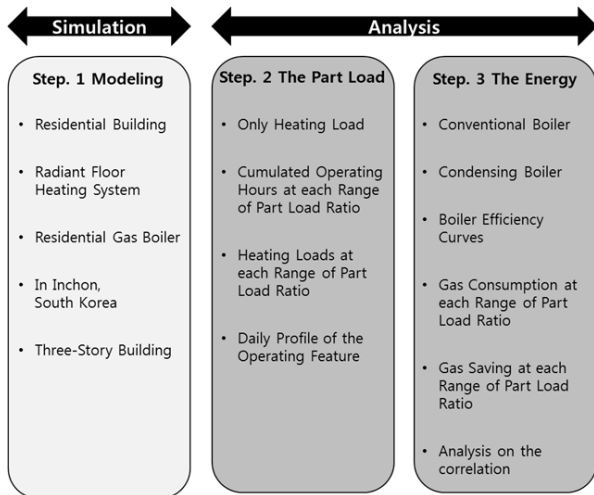 Simulation
Analysis
Step. 1 Modeling
• Residential Building
• Radiant Floor
Heating System
• Residential Gas Boiler
• In Inchon,
South Korea
• Three-Story Building
Step. 2 The Part Load
• Only Heating Load
• Cumulated Operating
Hours at each Range
of Part Load Ratio
• Heating Loads at
each Range of Part
Load Ratio
• Daily Profile of the
Operating Feature
Step. 3 The Energy
• Conventional Boiler
• Condensing Boiler
• Boiler Efficiency
Curves
• Gas Consumption at
each Range of Part
Load Ratio
• Gas Saving at each
Range of Part Load
Ratio
• Analysis on the
correlation